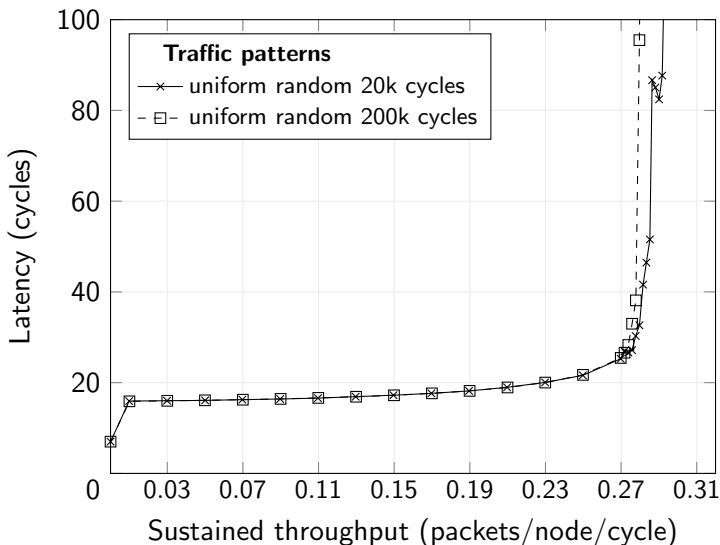 100
80
60
40
20
0
Latency (cycles)
Traffic patterns
uniform random 20k cycles
uniform random 200k cycles
0.03 0.07 0.11 0.15 0.19 0.23 0.27 0.31
Sustained throughput (packets/node/cycle)